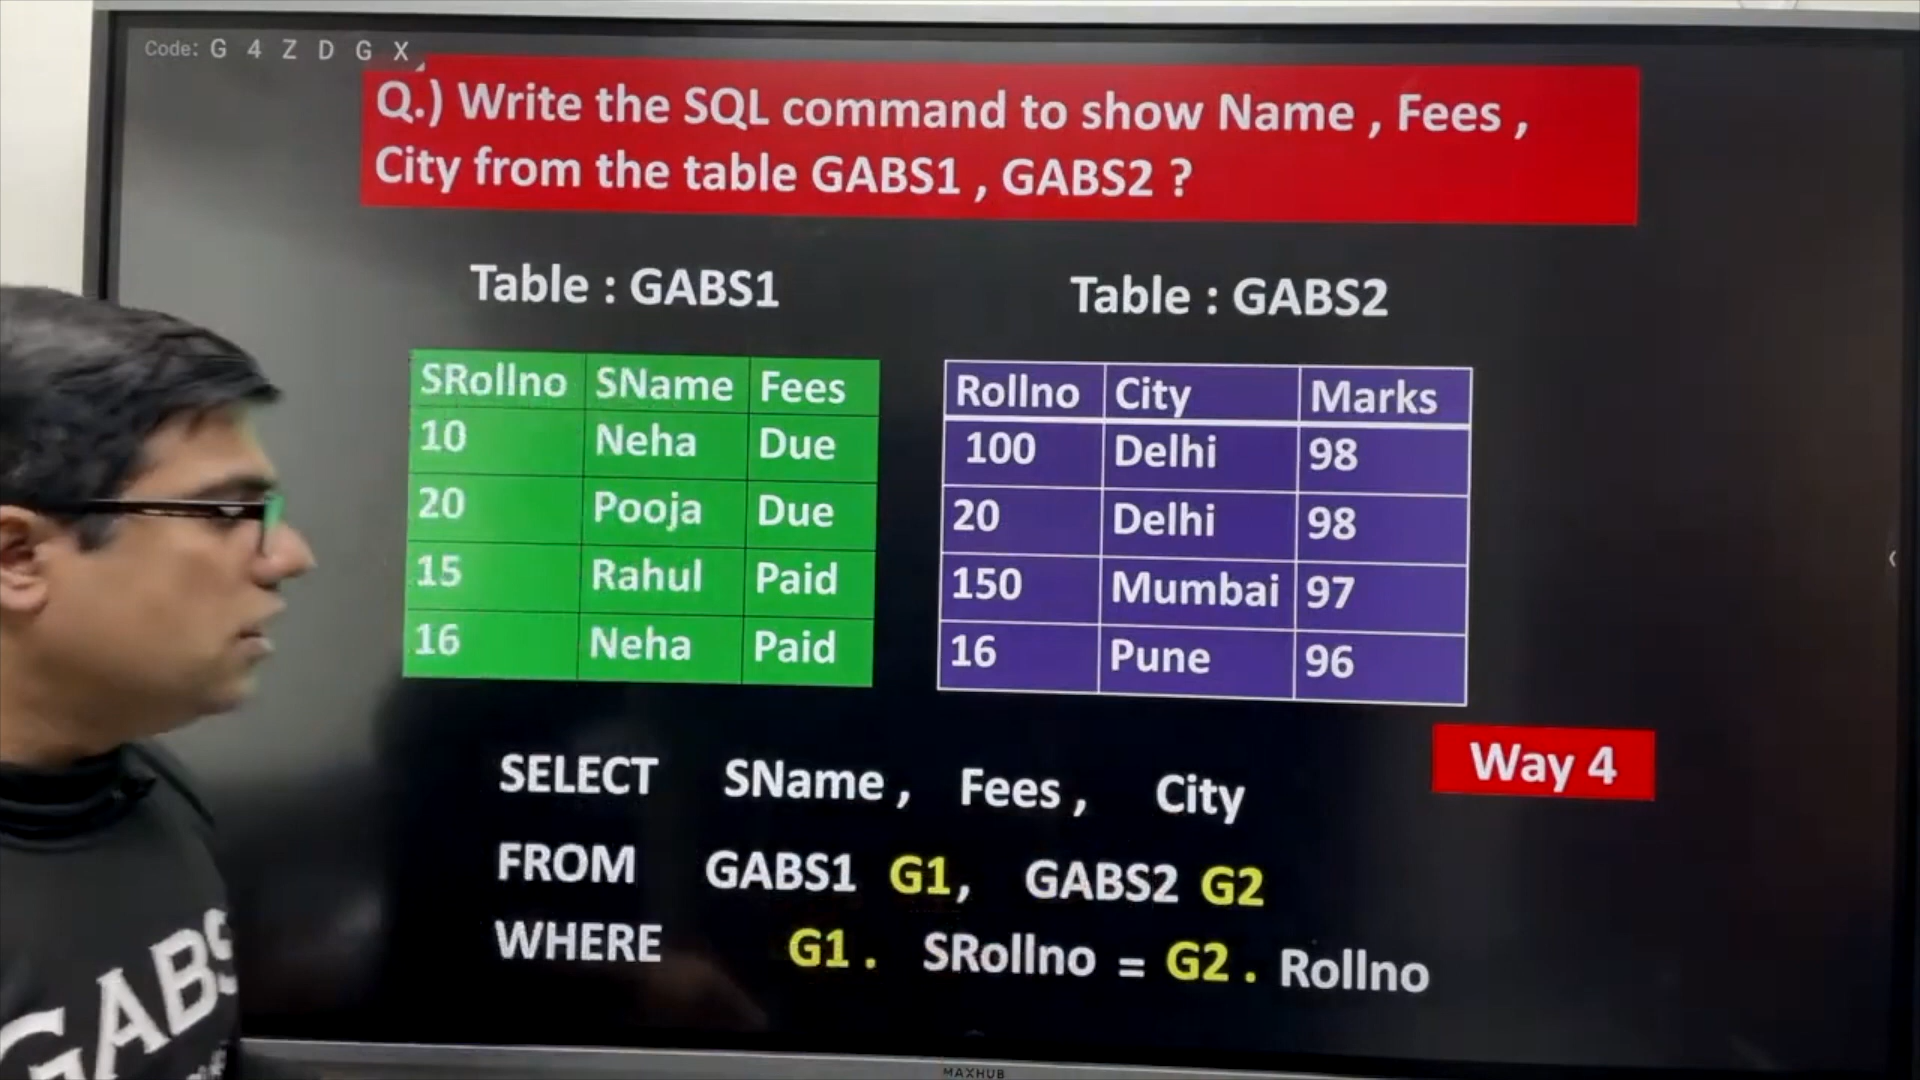 Code: G 4 Z D G X
Q.) Write the SQL command to show Name , Fees ,
City from the table GABS1 , GABS2 ?
Table : GABS1
SRollno SName Fees
10 Neha Due
20 Pooja Due
15 Rahul Paid
16 Neha Paid
Table : GABS2
Rollno City Marks
100 Delhi 98
20 Delhi 98
150 Mumbai 97
16 Pune 96
Way 4
SELECT SName , Fees , City
FROM GABS1 G1, GABS2 G2
WHERE G1 . SRollno = G2 . Rollno
GABS
MAXHUB